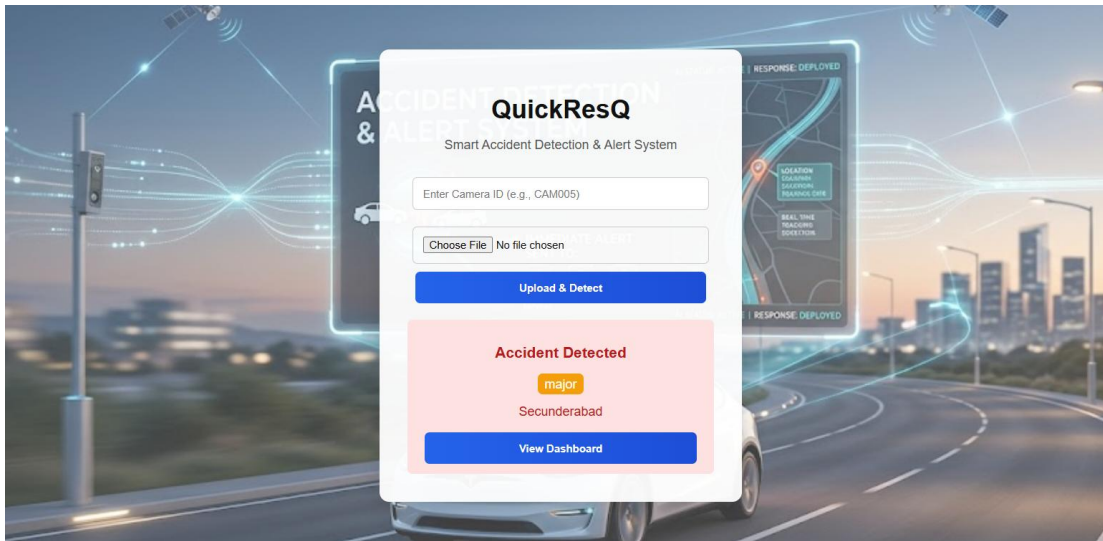 RESPONSE: DEPLOYED
ACCIDENT DETECTION
& ALERT SYSTEM
QuickResQ
Smart Accident Detection & Alert System
LOCATION
Enter Camera ID (e.g., CAM005)
REAL TIME
Choose File No file chosen
Upload & Detect
RESPONSE: DEPLOYED
Accident Detected
major
Secunderabad
View Dashboard